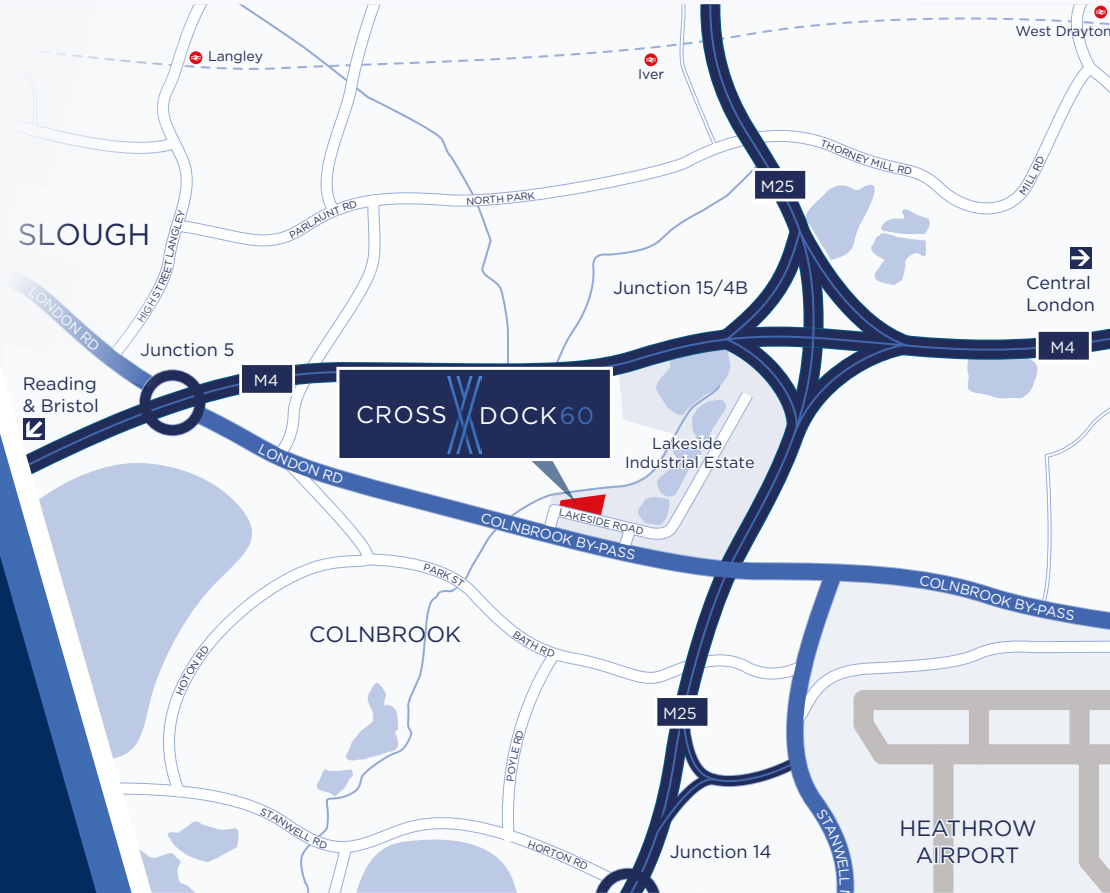 West Drayton
Langley
Iver
THORNEY MILL RD
MILL RD
M25
NORTH PARK
PARLAUNT RD
SLOUGH
HIGH STREET LANGLEY
Junction 15/4B
Central
London
LONDON RD
Junction 5
M4
M4
Reading
& Bristol
CROSS DOCK60
Lakeside
Industrial Estate
LONDON RD
LAKESIDE ROAD
COLNBROOK BY-PASS
COLNBROOK BY-PASS
PARK ST
COLNBROOK
BATH RD
HOTON RD
M25
POYLE RD
STANWELL RD
HORTON RD
Junction 14
STANWELL
HEATHROW
AIRPORT